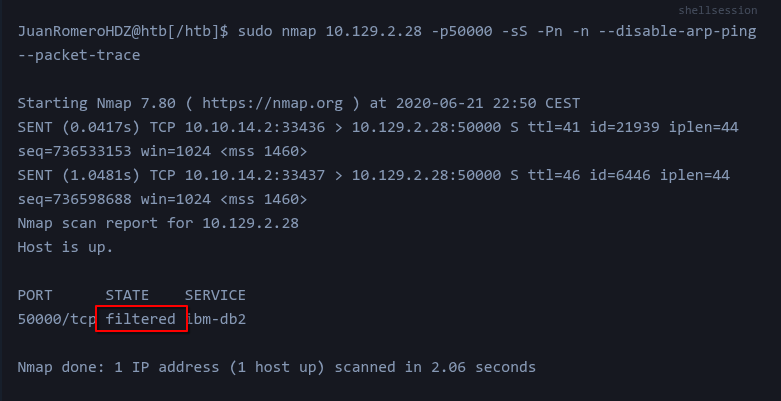 shellsession
JuanRomeroHDZ@htb[/htb]$ sudo nmap 10.129.2.28 -p50000 -sS -Pn -n --disable-arp-ping
--packet-trace
Starting Nmap 7.80 ( https://nmap.org ) at 2020-06-21 22:50 CEST
SENT (0.0417s) TCP 10.10.14.2:33436 > 10.129.2.28:50000 S ttl=41 id=21939 iplen=44
seq=736533153 win=1024 <mss 1460>
SENT (1.0481s) TCP 10.10.14.2:33437 > 10.129.2.28:50000 S ttl=46 id=6446 iplen=44
seq=736598688 win=1024 <mss 1460>
Nmap scan report for 10.129.2.28
Host is up.
PORT      STATE    SERVICE
50000/tcp filtered ibm-db2
Nmap done: 1 IP address (1 host up) scanned in 2.06 seconds